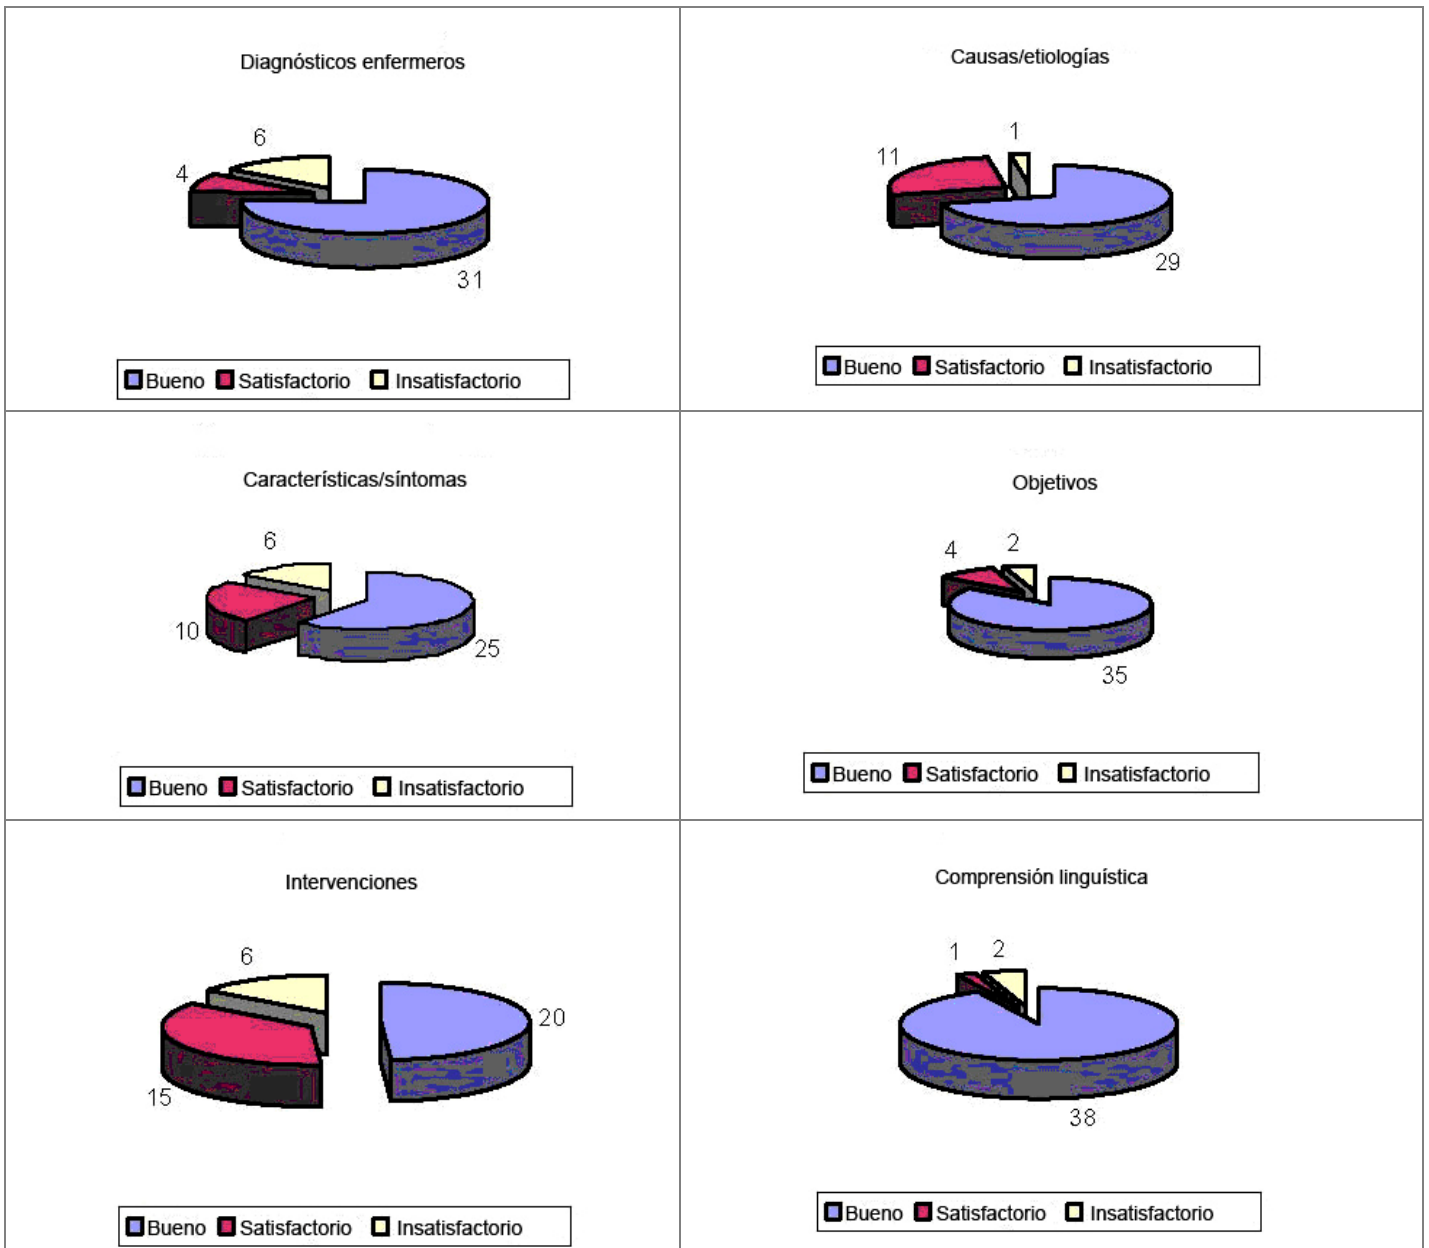 Diagnósticos enfermeros
6
4
31
Bueno Satisfactorio Insatisfactorio
Causas/etiologías
1
11
29
Bueno Satisfactorio Insatisfactorio
Características/síntomas
6
10
25
Bueno Satisfactorio Insatisfactorio
Objetivos
4 2
35
Bueno Satisfactorio Insatisfactorio
Intervenciones
6
20
15
Bueno Satisfactorio Insatisfactorio
Comprensión linguística
1 2
38
Bueno Satisfactorio Insatisfactorio